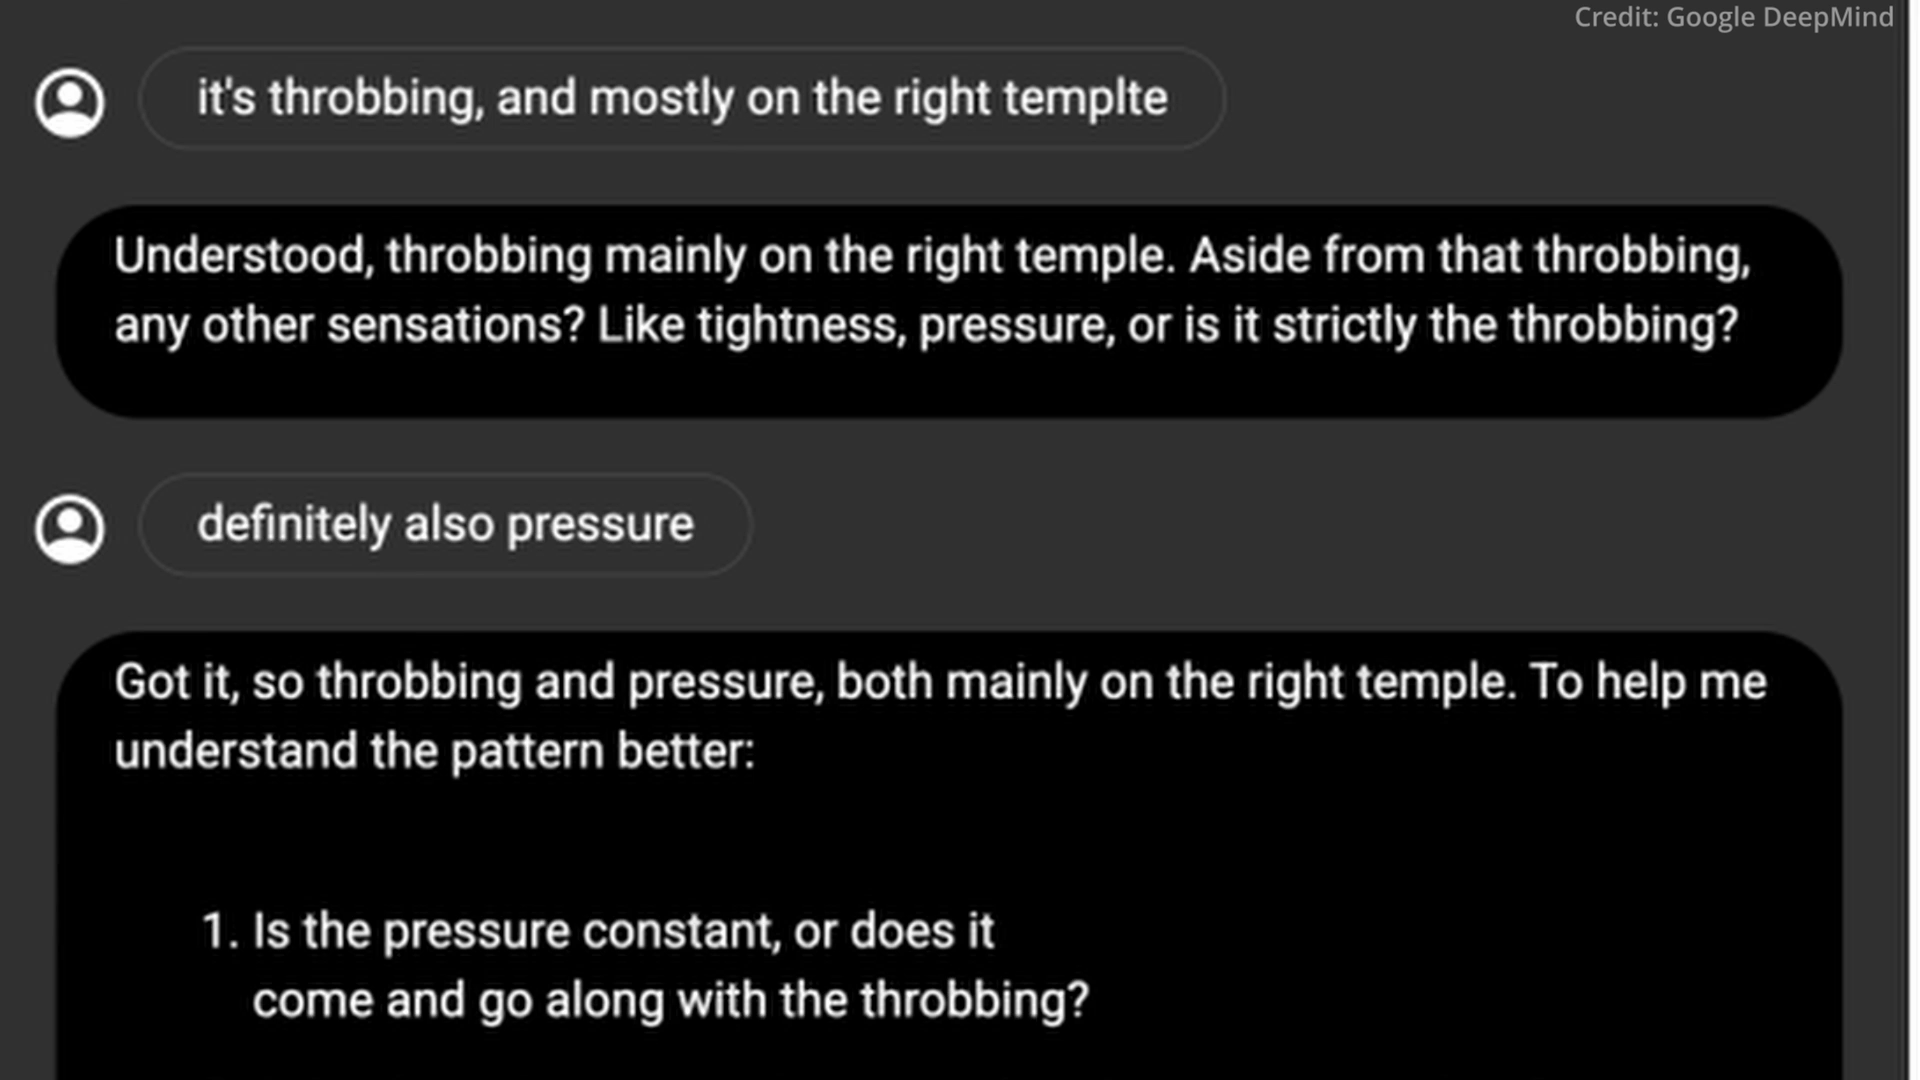 Credit: Google DeepMind
it's throbbing, and mostly on the right templte
Understood, throbbing mainly on the right temple. Aside from that throbbing,
any other sensations? Like tightness, pressure, or is it strictly the throbbing?
definitely also pressure
Got it, so throbbing and pressure, both mainly on the right temple. To help me
understand the pattern better:
1. Is the pressure constant, or does it
come and go along with the throbbing?